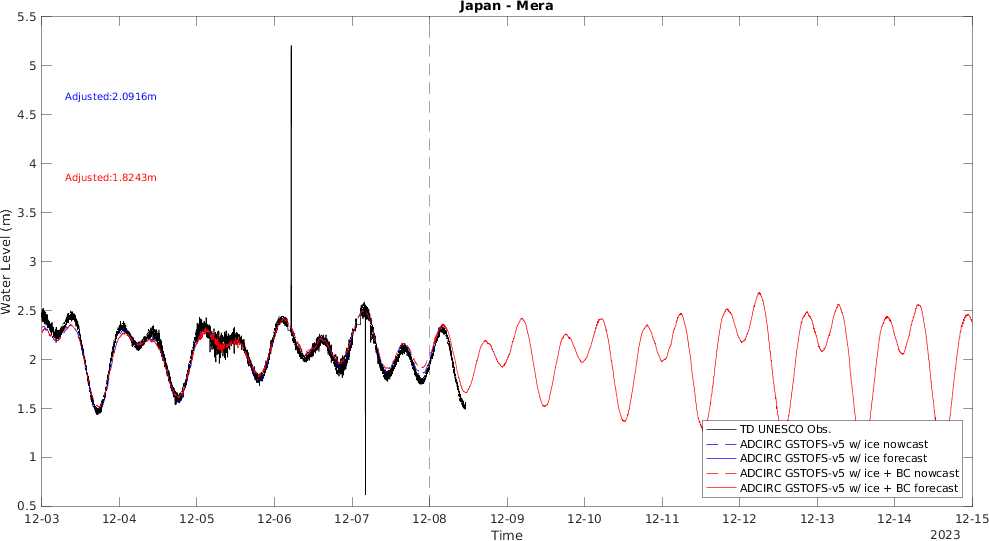 Japan - Mera
Water Level (m)
5.5
5
4.5
4
3.5
3
2.5
2
1.5
1
0.5
Adjusted:2.0916m
Adjusted:1.8243m
TD UNESCO Obs.
ADCIRC GSTOFS-v5 w/ ice nowcast
ADCIRC GSTOFS-v5 w/ ice forecast
ADCIRC GSTOFS-v5 w/ ice + BC nowcast
ADCIRC GSTOFS-v5 w/ ice + BC forecast
12-03 12-04 12-05 12-06 12-07 12-08 12-09 12-10 12-11 12-12 12-13 12-14 12-15
Time
2023